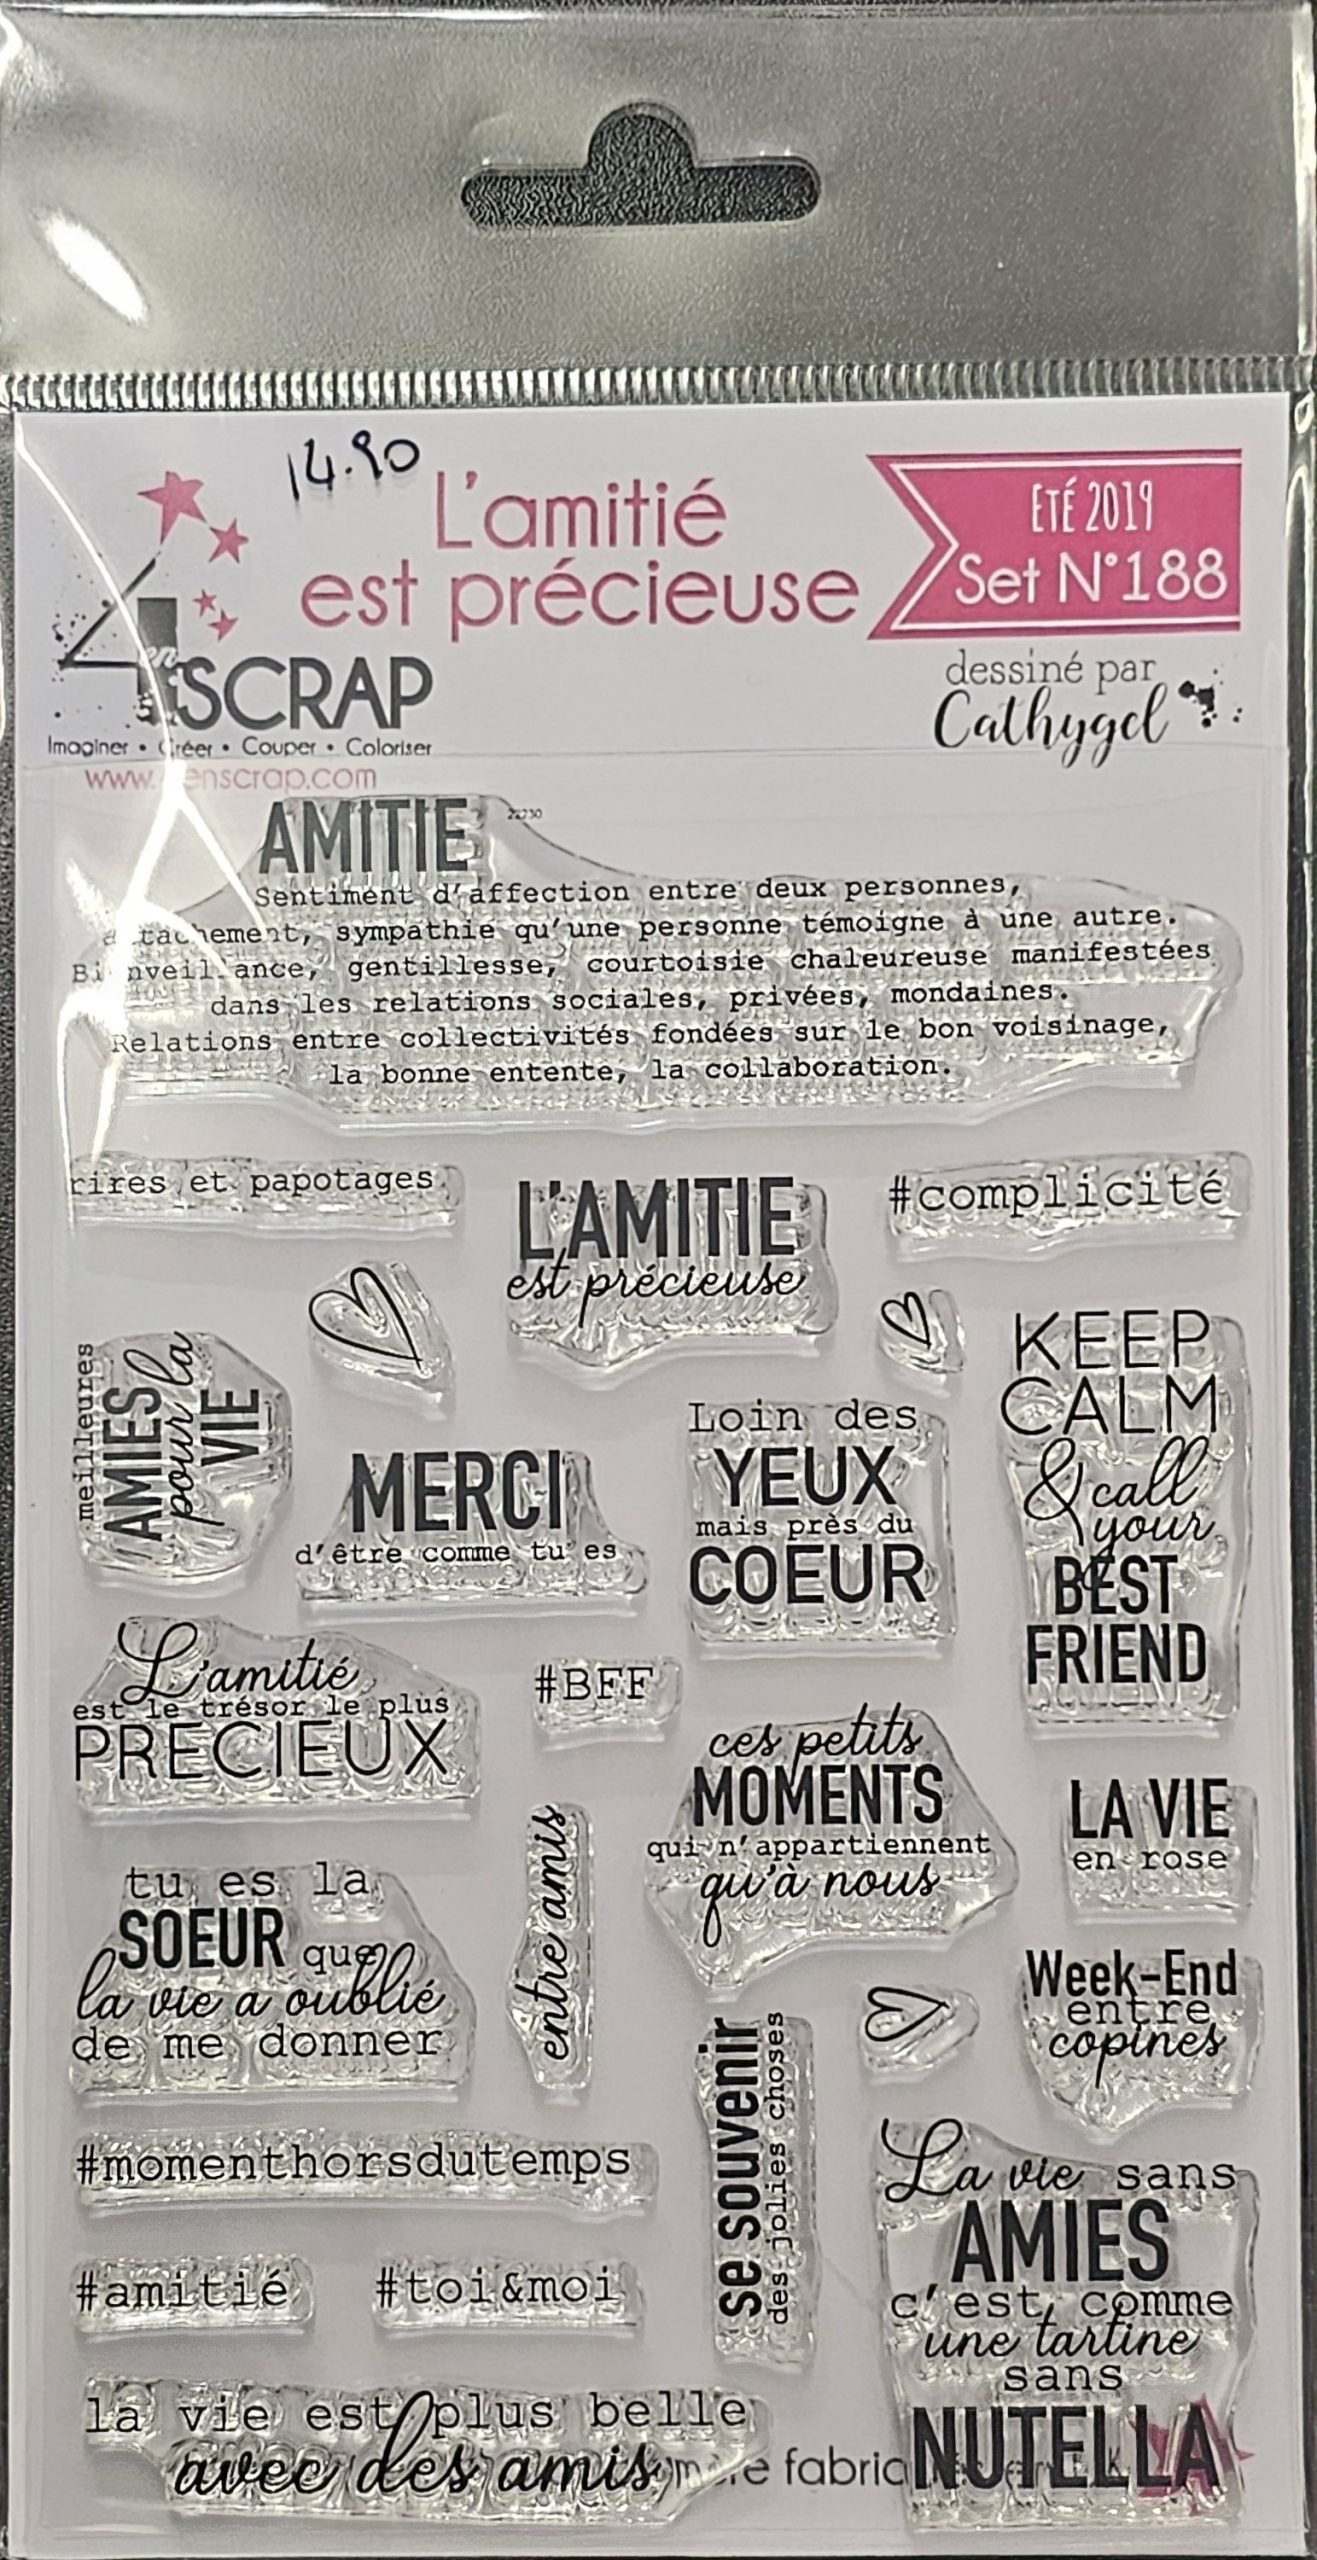 14.90
L'amitié
est précieuse
ETÉ 2019
Set N°188
4 en
SCRAP
Imaginer • Créer • Couper • Coloriser
dessiné par
Cathygel
AMITIE
Sentiment d'affection entre deux personnes,
attachement, sympathie qu'une personne témoigne à une autre.
Bienveillance, gentillesse, courtoisie chaleureuse manifestées
dans les relations sociales, privées, mondaines.
Relations entre collectivités fondées sur le bon voisinage,
la bonne entente, la collaboration.
rires et papotages
L'AMITIE
est précieuse
#complicité
meilleures
AMIES
pour la
VIE
MERCI
d'être comme tu es
Loin des
YEUX
mais près du
COEUR
KEEP
CALM
& call
your
BEST
FRIEND
L'amitié
est le trésor le plus
PRECIEUX
#BFF
ces petits
MOMENTS
qui n'appartiennent
qu'à nous
LA VIE
en rose
tu es la
SOEUR que
la vie a oublié
de me donner
entre amis
Week-End
entre
copines
se souvenir
des jolies choses
#momenthorsdutemps
#amitié
#toi&moi
La vie sans
AMIES
c'est comme
une tartine
sans
NUTELLA
la vie est plus belle
avec des amis